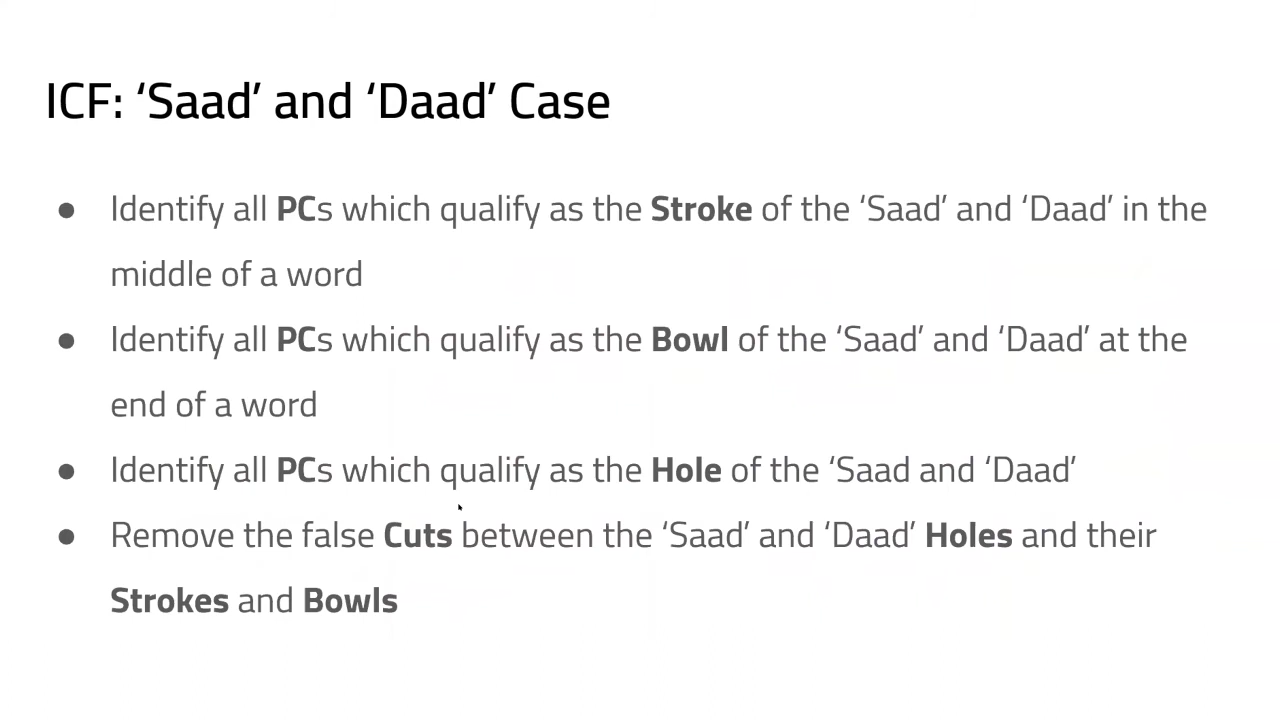 ICF: ‘Saad’ and ‘Daad’ Case
● Identify all PCs which qualify as the Stroke of the ‘Saad’ and ‘Daad’ in the
middle of a word
● Identify all PCs which qualify as the Bowl of the ‘Saad’ and ‘Daad’ at the
end of a word
● Identify all PCs which qualify as the Hole of the ‘Saad and ‘Daad’
● Remove the false Cuts between the ‘Saad’ and ‘Daad’ Holes and their
Strokes and Bowls